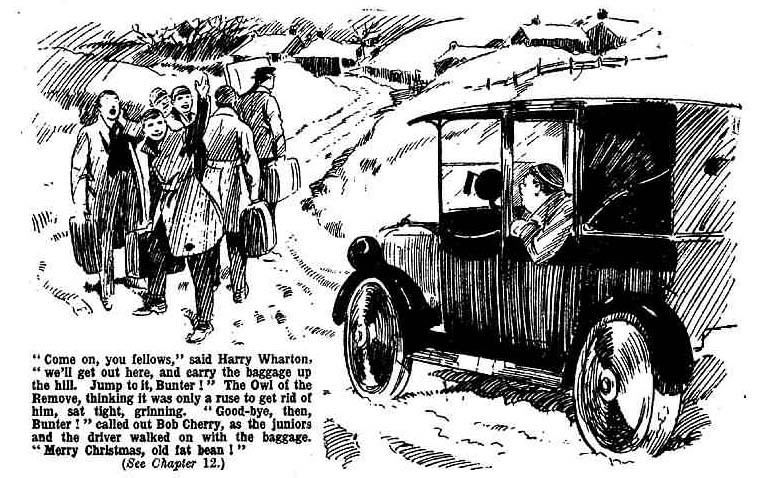 “ Come on, you fellows,” said Harry Wharton,
“ we’ll get out here, and carry the baggage up
the hill. Jump to it, Bunter ! ” The Owl of the
Remove, thinking it was only a ruse to get rid of
him, sat tight, grinning. “ Good-bye, then,
Bunter ! ” called out Bob Cherry, as the juniors
and the driver walked on with the baggage.
“ Merry Christmas, old fat bean ! ”
(See Chapter 12.)